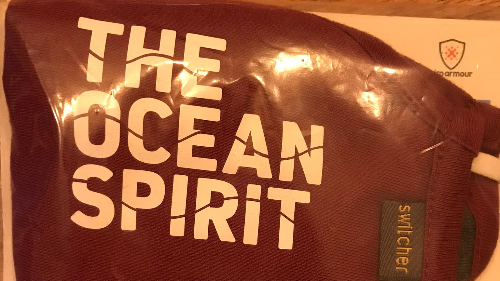 THE
OCEAN
SPIRiT
switcher